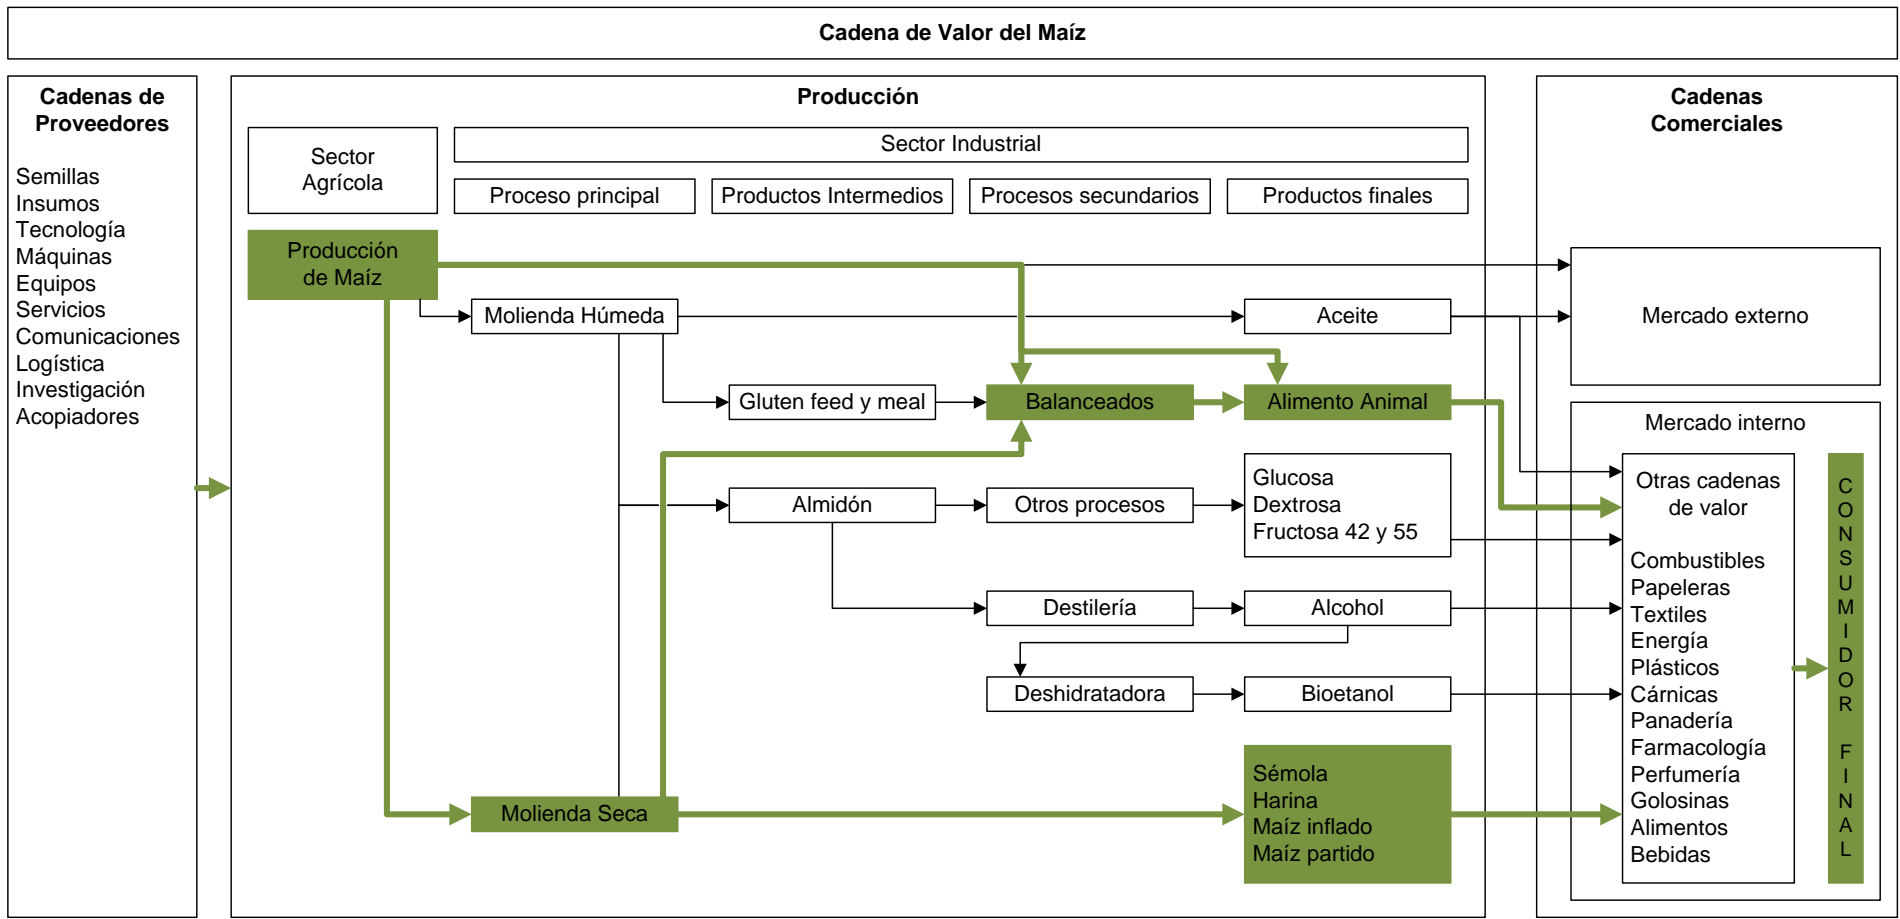 Cadena de Valor del Maíz
Cadenas de
Proveedores
Semillas
Insumos
Tecnología
Máquinas
Equipos
Servicios
Comunicaciones
Logística
Investigación
Acopiadores
Producción
Sector
Agrícola
Sector Industrial
Proceso principal
Productos Intermedios
Procesos secundarios
Productos finales
Producción
de Maíz
Molienda Húmeda
Aceite
Gluten feed y meal
Balanceados
Alimento Animal
Almidón
Otros procesos
Glucosa
Dextrosa
Fructosa 42 y 55
Destilería
Alcohol
Deshidratadora
Bioetanol
Molienda Seca
Sémola
Harina
Maíz inflado
Maíz partido
Cadenas
Comerciales
Mercado externo
Mercado interno
Otras cadenas
de valor
Combustibles
Papeleras
Textiles
Energía
Plásticos
Cárnicas
Panadería
Farmacología
Perfumería
Golosinas
Alimentos
Bebidas
CONSUMIDOR FINAL